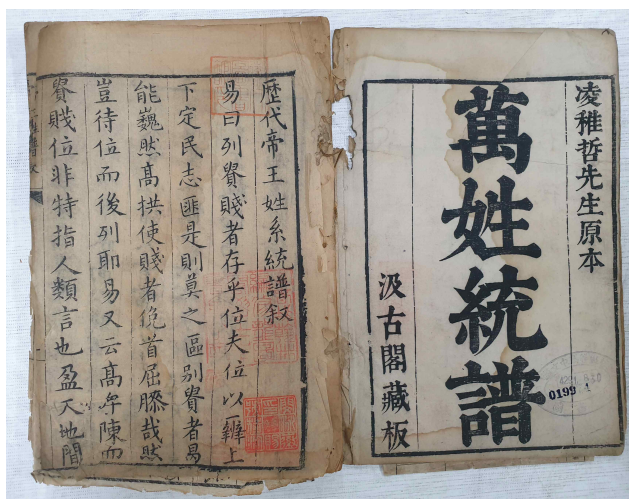 凌稚哲先生原本
萬姓統譜
汲古閣藏板
0199
歷代帝王姓系統譜叙
易曰列貴賤者存乎位夫位以辯上
下定民志匪是則莫之區別貴者曷
能巍然高拱使賤者俛首屈膝哉然
豈待位而後列耶易又云高卑陳而
貴賤位非特指人類言也盈天地間